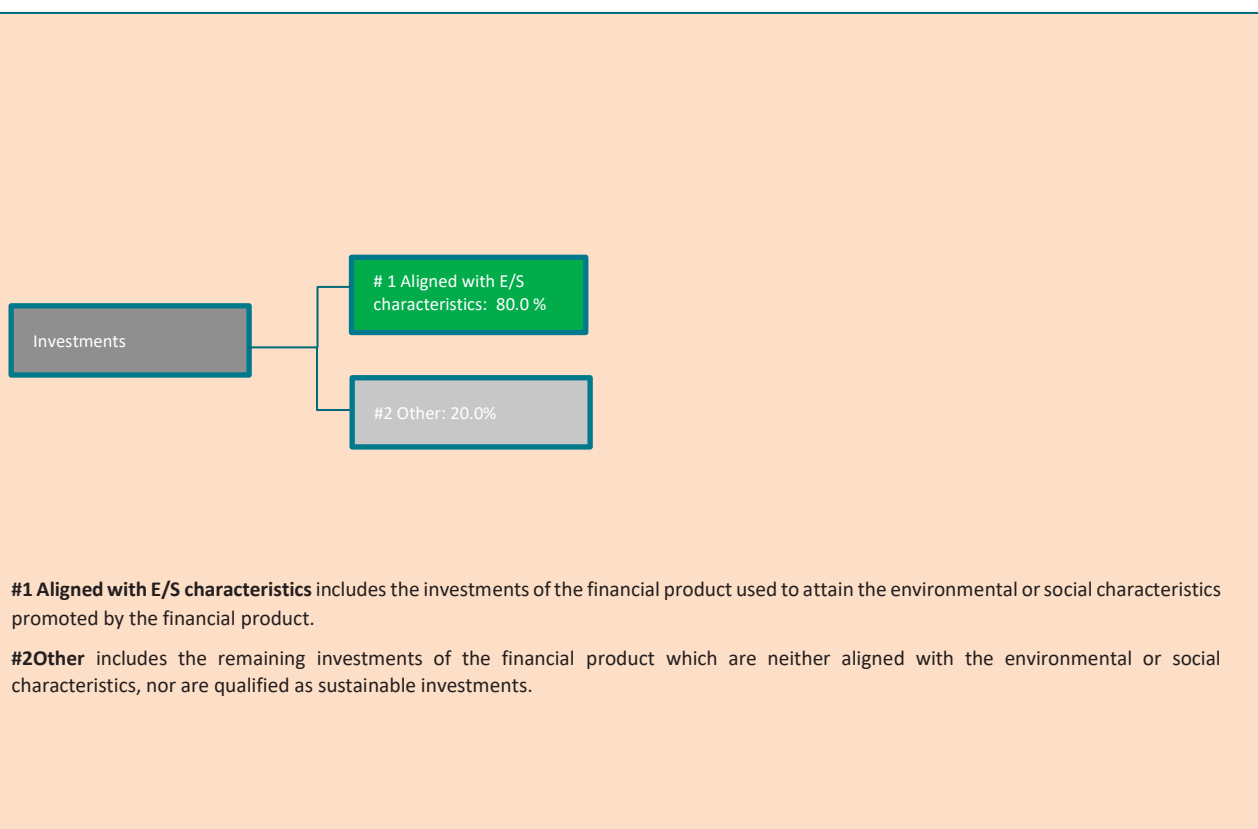 # 1 Aligned with E/S
characteristics:  80.0 %
Investments
#2 Other: 20.0%
#1 Aligned with E/S characteristics includes the investments of the financial product used to attain the environmental or social characteristics
promoted by the financial product.
#2Other includes the remaining investments of the financial product which are neither aligned with the environmental or social
characteristics, nor are qualified as sustainable investments.